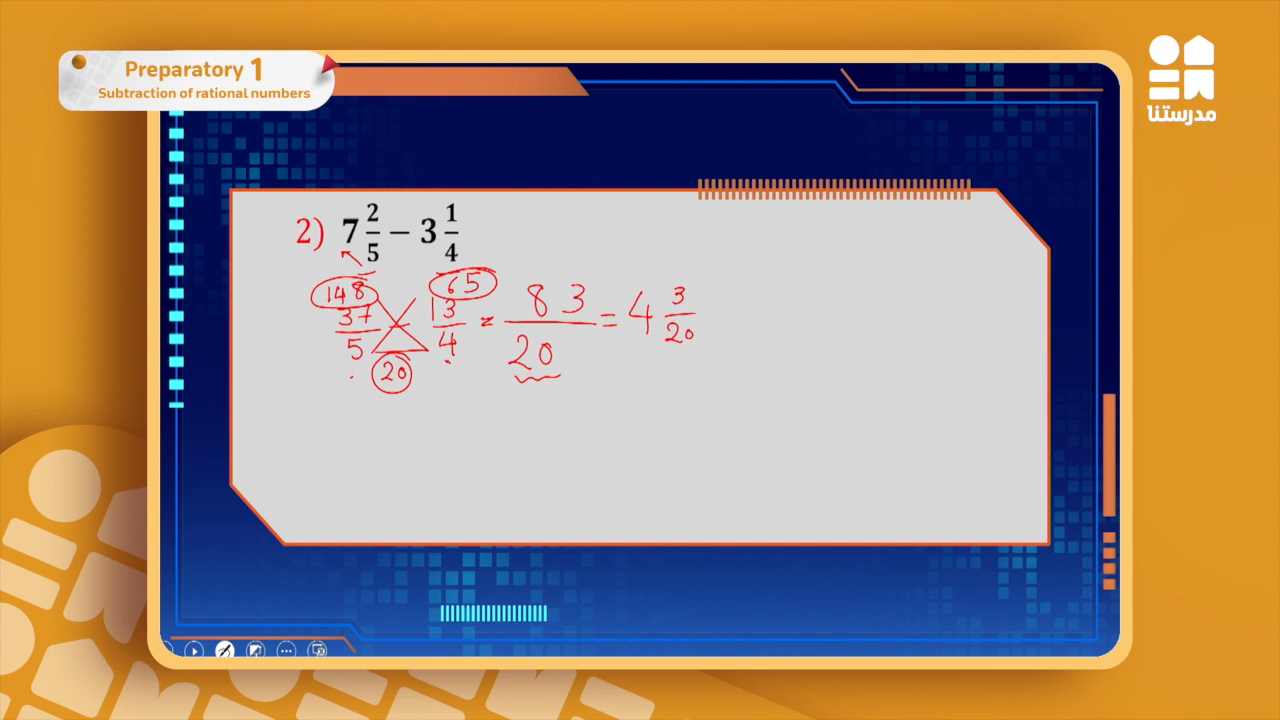 Preparatory 1
Subtraction of rational numbers
مدرستنا
2) 7 2/5 − 3 1/4
148 65
37/5 − 13/4 = 83/20 = 4 3/20
20